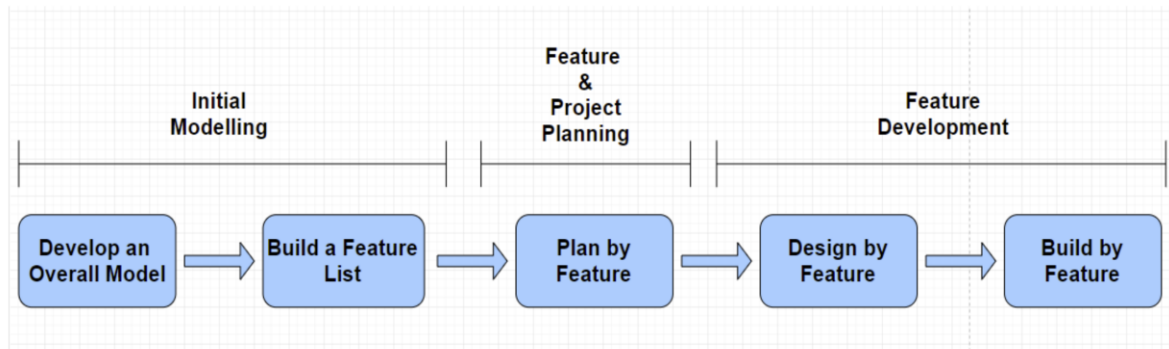 Initial
Modelling
Feature
&
Project
Planning
Feature
Development
Develop an
Overall Model
Build a Feature
List
Plan by
Feature
Design by
Feature
Build by
Feature